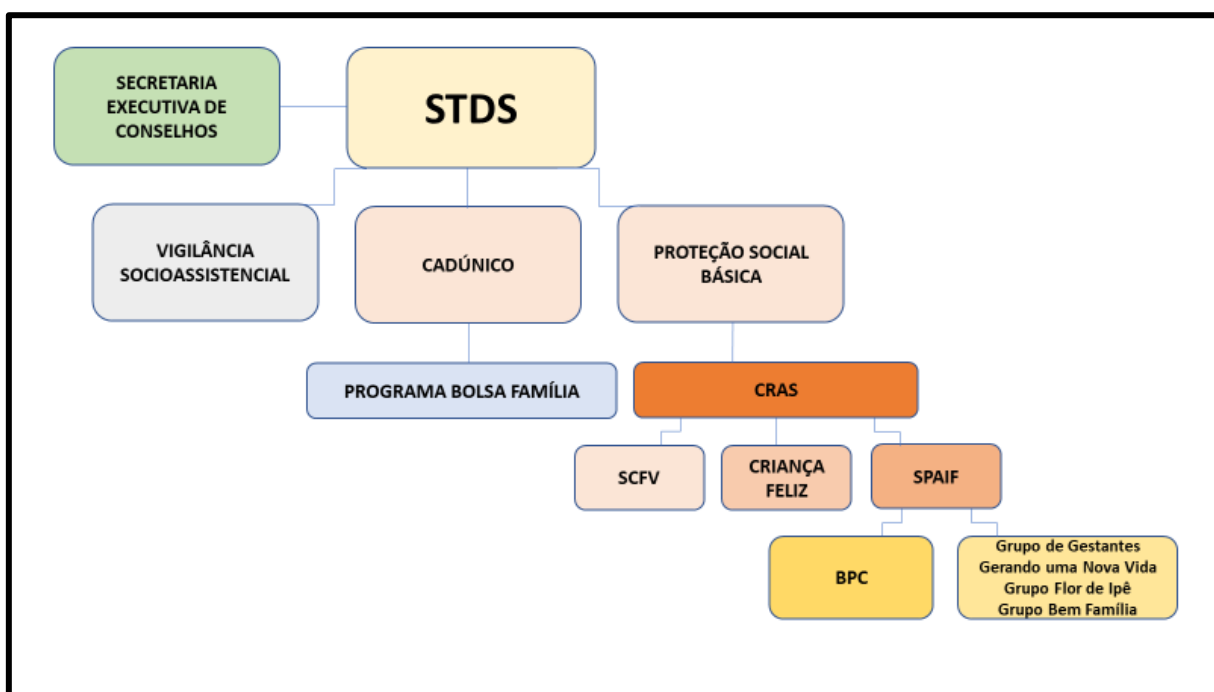 SECRETARIA
EXECUTIVA DE
CONSELHOS
STDS
VIGILÂNCIA
SOCIOASSISTENCIAL
CADÚNICO
PROTEÇÃO SOCIAL
BÁSICA
PROGRAMA BOLSA FAMÍLIA
CRAS
SCFV
CRIANÇA
FELIZ
SPAIF
BPC
Grupo de Gestantes
Gerando uma Nova Vida
Grupo Flor de Ipê
Grupo Bem Família